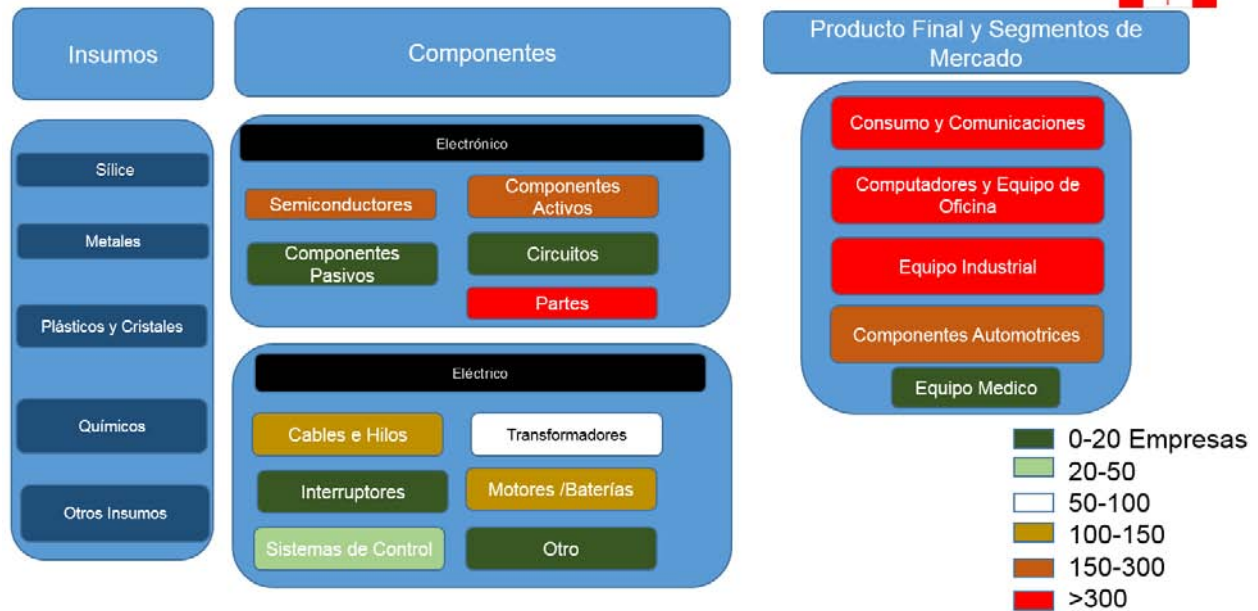 Insumos
Componentes
Producto Final y Segmentos de
Mercado
Sílice
Metales
Plásticos y Cristales
Químicos
Otros Insumos
Electrónico
Semiconductores
Componentes
Activos
Componentes
Pasivos
Circuitos
Partes
Eléctrico
Cables e Hilos
Transformadores
Interruptores
Motores /Baterías
Sistemas de Control
Otro
Consumo y Comunicaciones
Computadores y Equipo de
Oficina
Equipo Industrial
Componentes Automotrices
Equipo Medico
0-20 Empresas
20-50
50-100
100-150
150-300
>300